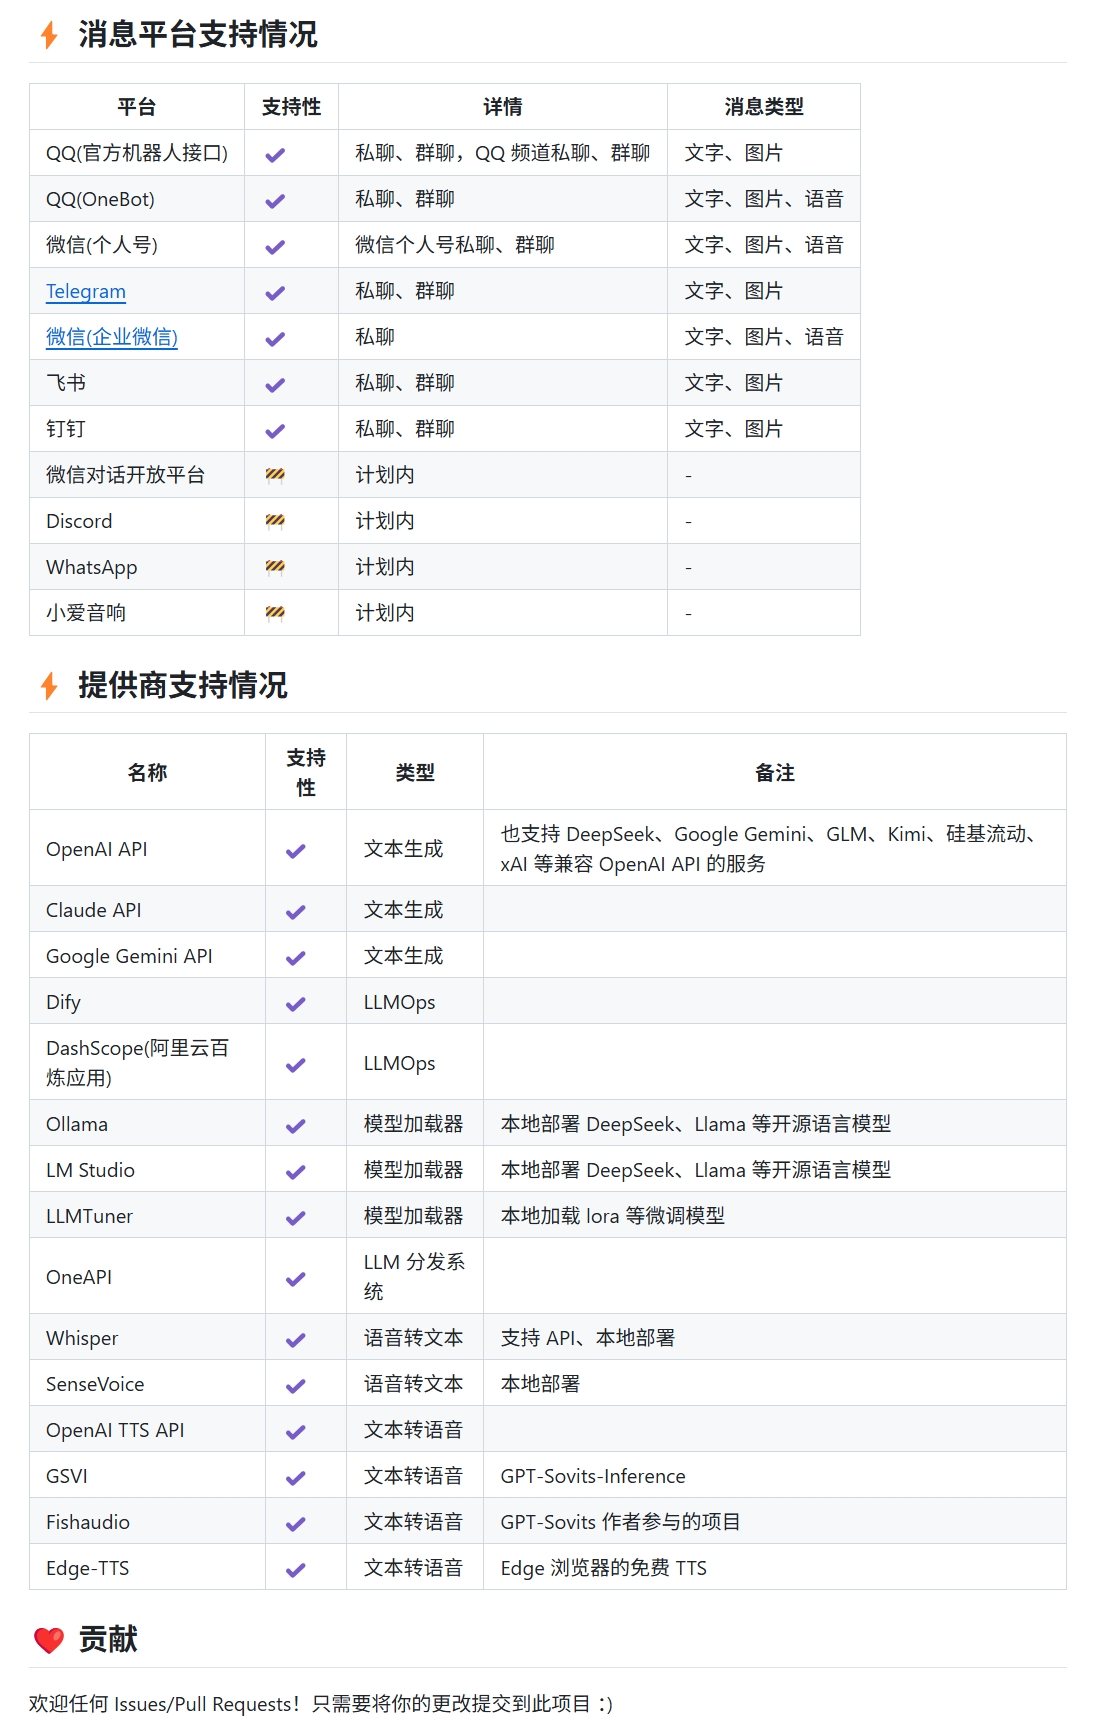 消息平台支持情况
平台 支持性 详情 消息类型
QQ(官方机器人接口) ✔ 私聊、群聊，QQ 频道私聊、群聊 文字、图片
QQ(OneBot) ✔ 私聊、群聊 文字、图片、语音
微信(个人号) ✔ 微信个人号私聊、群聊 文字、图片、语音
Telegram ✔ 私聊、群聊 文字、图片
微信(企业微信) ✔ 私聊 文字、图片、语音
飞书 ✔ 私聊、群聊 文字、图片
钉钉 ✔ 私聊、群聊 文字、图片
微信对话开放平台 🚧 计划内 -
Discord 🚧 计划内 -
WhatsApp 🚧 计划内 -
小爱音响 🚧 计划内 -
提供商支持情况
名称 支持性 类型 备注
OpenAI API ✔ 文本生成 也支持 DeepSeek、Google Gemini、GLM、Kimi、硅基流动、
xAI 等兼容 OpenAI API 的服务
Claude API ✔ 文本生成
Google Gemini API ✔ 文本生成
Dify ✔ LLMOps
DashScope(阿里云百
炼应用) ✔ LLMOps
Ollama ✔ 模型加载器 本地部署 DeepSeek、Llama 等开源语言模型
LM Studio ✔ 模型加载器 本地部署 DeepSeek、Llama 等开源语言模型
LLMTuner ✔ 模型加载器 本地加载 lora 等微调模型
OneAPI ✔ LLM 分发系
统
Whisper ✔ 语音转文本 支持 API、本地部署
SenseVoice ✔ 语音转文本 本地部署
OpenAI TTS API ✔ 文本转语音
GSVI ✔ 文本转语音 GPT-Sovits-Inference
Fishaudio ✔ 文本转语音 GPT-Sovits 作者参与的项目
Edge-TTS ✔ 文本转语音 Edge 浏览器的免费 TTS
❤️ 贡献
欢迎任何 Issues/Pull Requests！只需要将你的更改提交到此项目 ：)